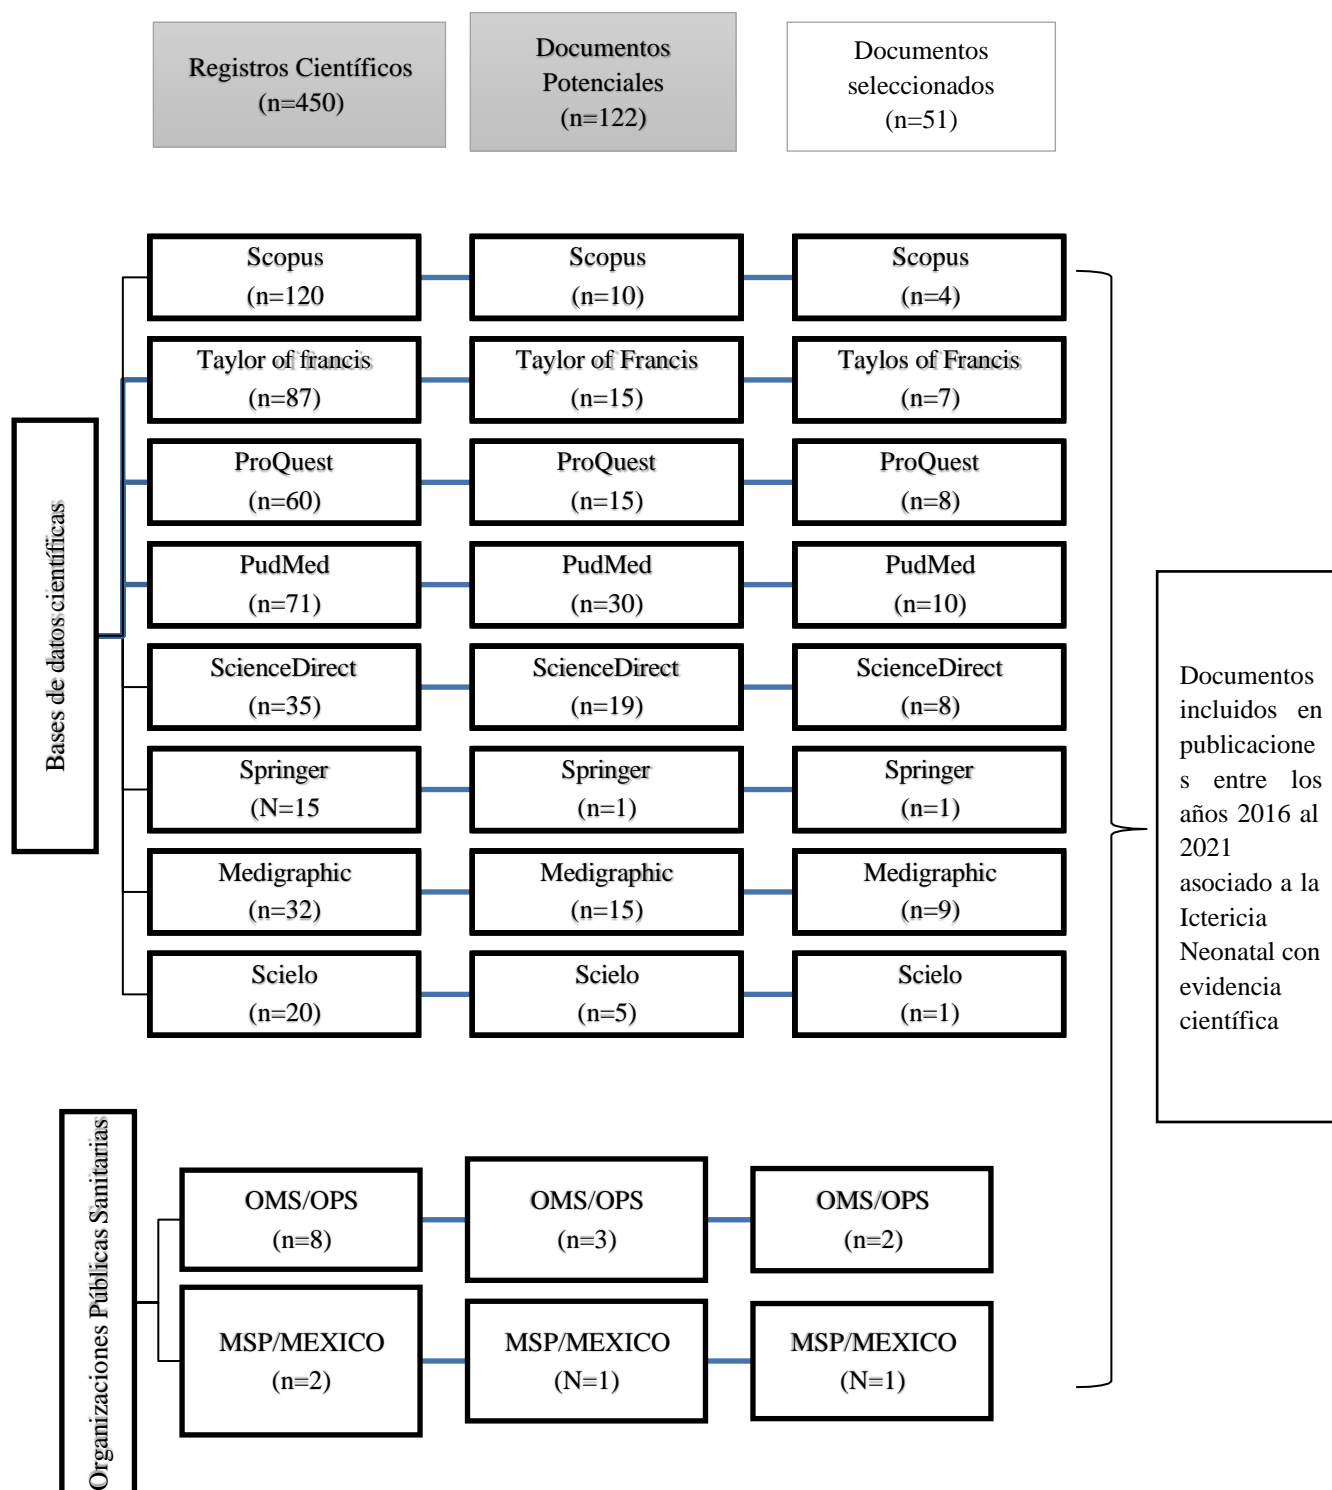 Registros Científicos
(n=450)
Documentos
Potenciales
(n=122)
Documentos
seleccionados
(n=51)
Bases de datos científicas
Scopus
(n=120
Scopus
(n=10)
Scopus
(n=4)
Taylor of francis
(n=87)
Taylor of Francis
(n=15)
Taylos of Francis
(n=7)
ProQuest
(n=60)
ProQuest
(n=15)
ProQuest
(n=8)
PudMed
(n=71)
PudMed
(n=30)
PudMed
(n=10)
ScienceDirect
(n=35)
ScienceDirect
(n=19)
ScienceDirect
(n=8)
Springer
(N=15
Springer
(n=1)
Springer
(n=1)
Medigraphic
(n=32)
Medigraphic
(n=15)
Medigraphic
(n=9)
Scielo
(n=20)
Scielo
(n=5)
Scielo
(n=1)
Documentos
incluidos en
publicacione
s entre los
años 2016 al
2021
asociado a la
Ictericia
Neonatal con
evidencia
científica
Organizaciones Públicas Sanitarias
OMS/OPS
(n=8)
OMS/OPS
(n=3)
OMS/OPS
(n=2)
MSP/MEXICO
(n=2)
MSP/MEXICO
(N=1)
MSP/MEXICO
(N=1)